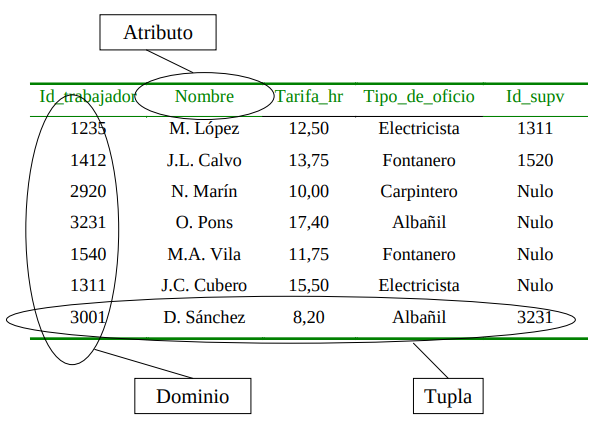 Atributo
Id_trabajador Nombre Tarifa_hr Tipo_de_oficio Id_supv
1235 M. López 12,50 Electricista 1311
1412 J.L. Calvo 13,75 Fontanero 1520
2920 N. Marín 10,00 Carpintero Nulo
3231 O. Pons 17,40 Albañil Nulo
1540 M.A. Vila 11,75 Fontanero Nulo
1311 J.C. Cubero 15,50 Electricista Nulo
3001 D. Sánchez 8,20 Albañil 3231
Dominio Tupla